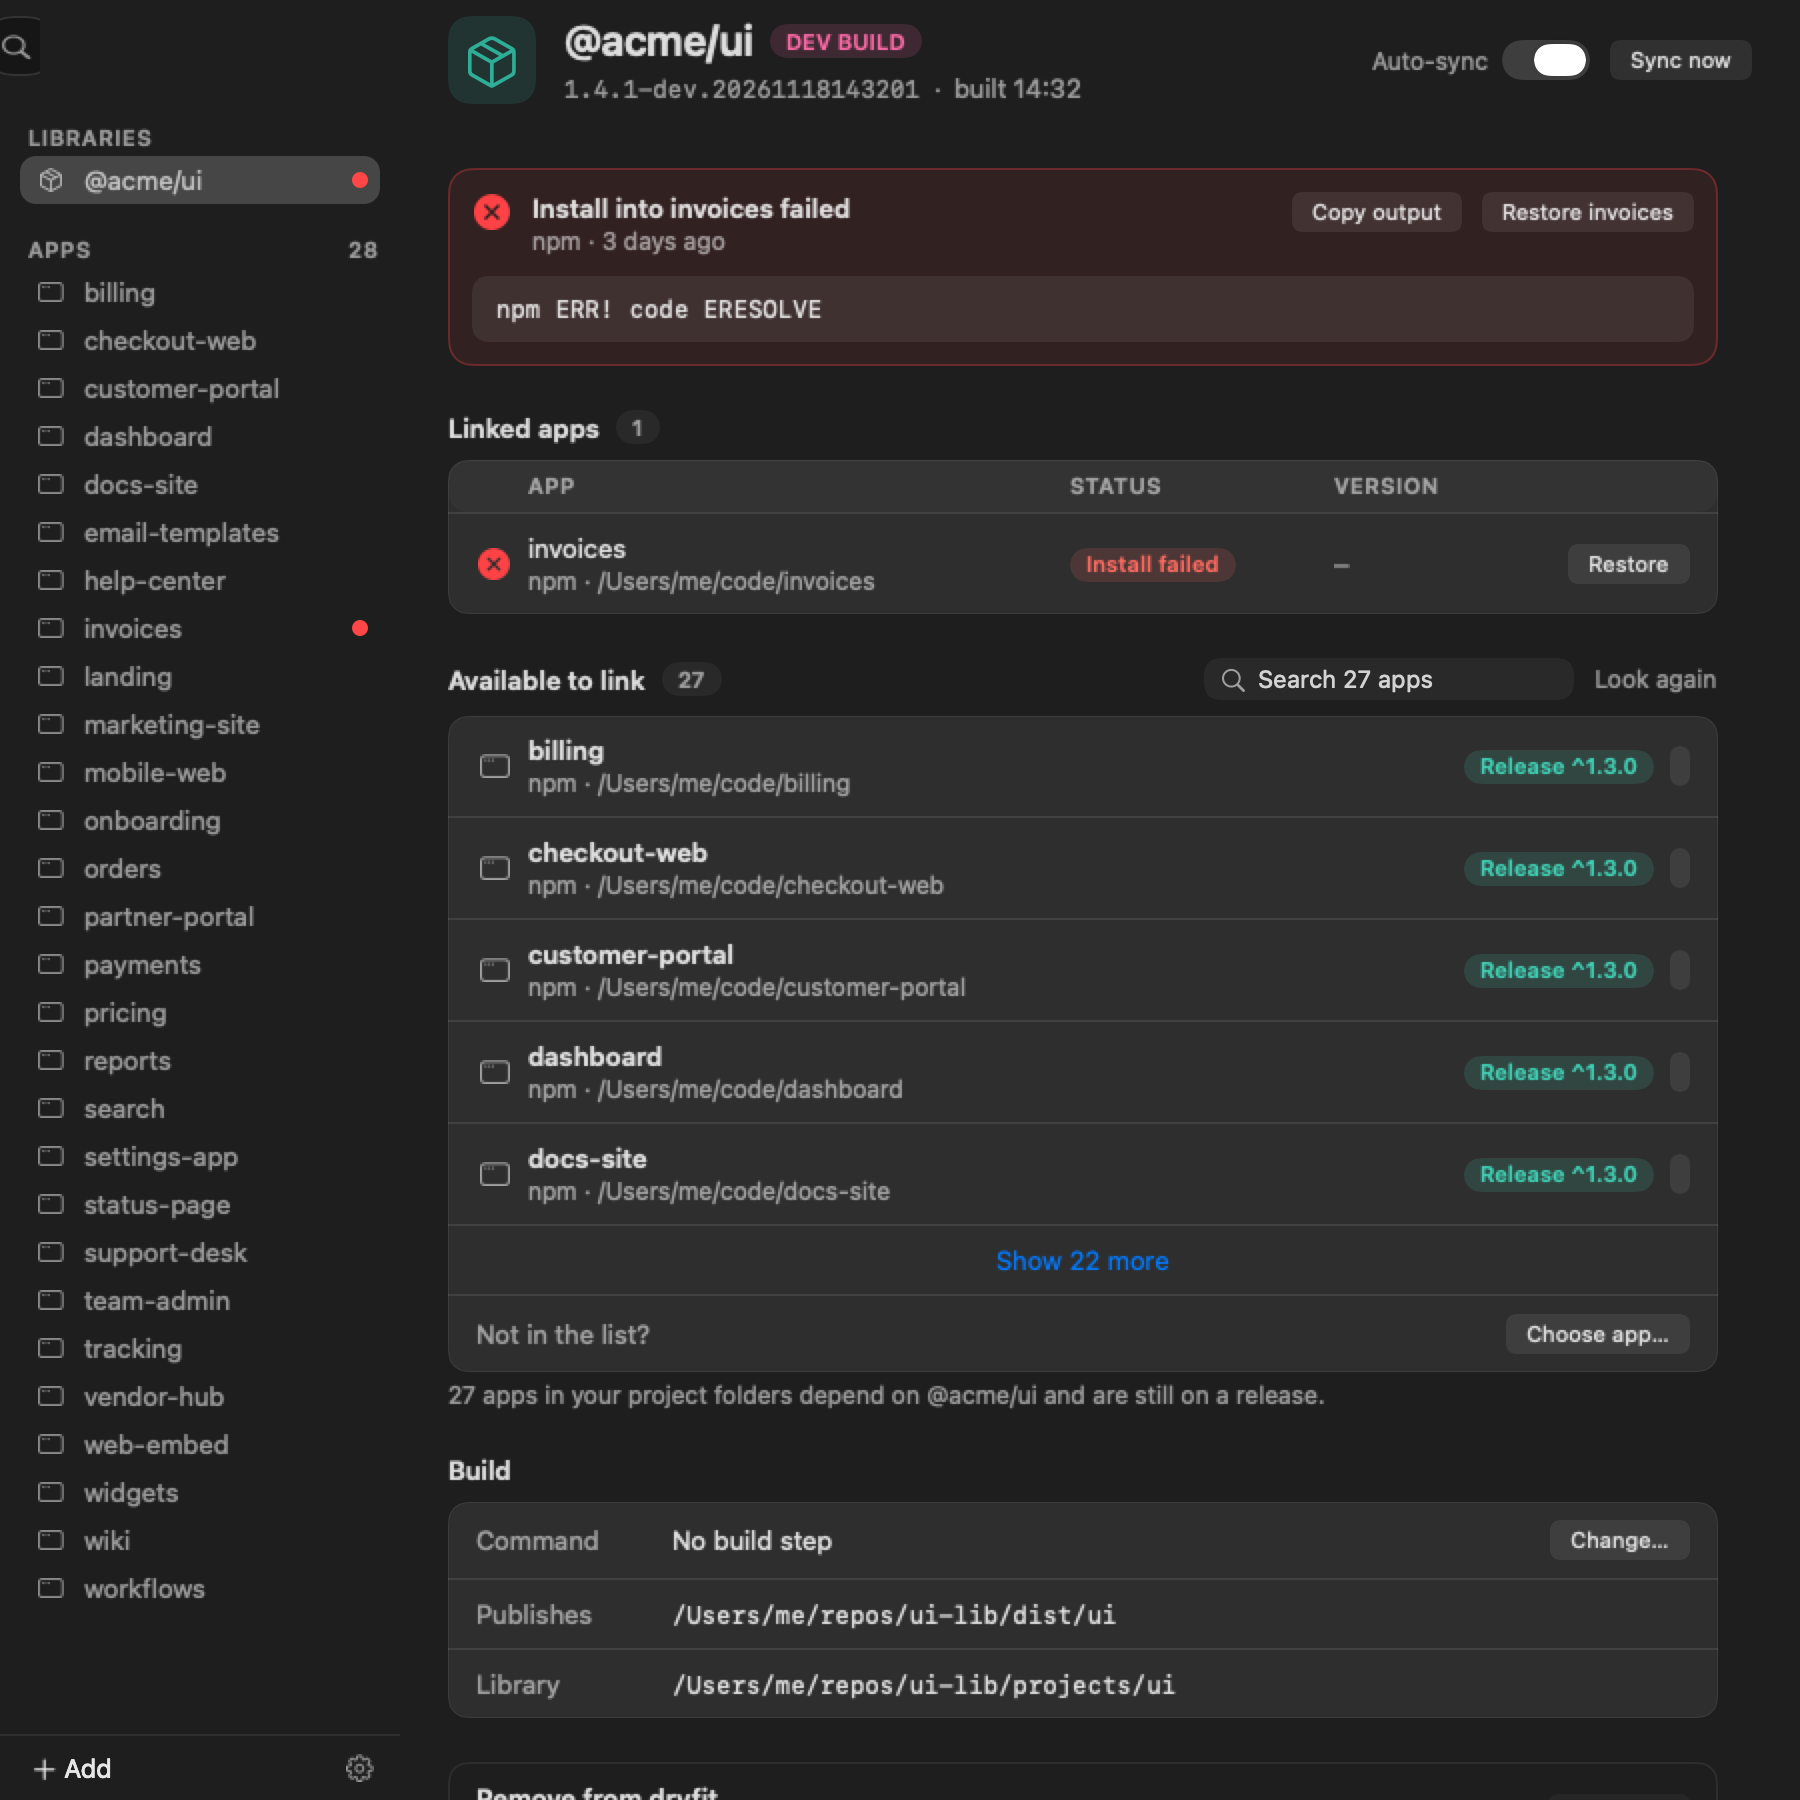 LIBRARIES
@acme/ui
APPS 28
billing
checkout-web
customer-portal
dashboard
docs-site
email-templates
help-center
invoices
landing
marketing-site
mobile-web
onboarding
orders
partner-portal
payments
pricing
reports
search
settings-app
status-page
support-desk
team-admin
tracking
vendor-hub
web-embed
widgets
wiki
workflows
Add
@acme/ui DEV BUILD
1.4.1-dev.20261118143201 · built 14:32
Auto-sync Sync now
Install into invoices failed
npm · 3 days ago
Copy output Restore invoices
npm ERR! code ERESOLVE
Linked apps 1
APP STATUS VERSION
invoices
npm · /Users/me/code/invoices
Install failed – Restore
Available to link 27
Search 27 apps Look again
billing
npm · /Users/me/code/billing
Release ^1.3.0
checkout-web
npm · /Users/me/code/checkout-web
Release ^1.3.0
customer-portal
npm · /Users/me/code/customer-portal
Release ^1.3.0
dashboard
npm · /Users/me/code/dashboard
Release ^1.3.0
docs-site
npm · /Users/me/code/docs-site
Release ^1.3.0
Show 22 more
Not in the list? Choose app...
27 apps in your project folders depend on @acme/ui and are still on a release.
Build
Command No build step Change...
Publishes /Users/me/repos/ui-lib/dist/ui
Library /Users/me/repos/ui-lib/projects/ui
Remove from dryfit